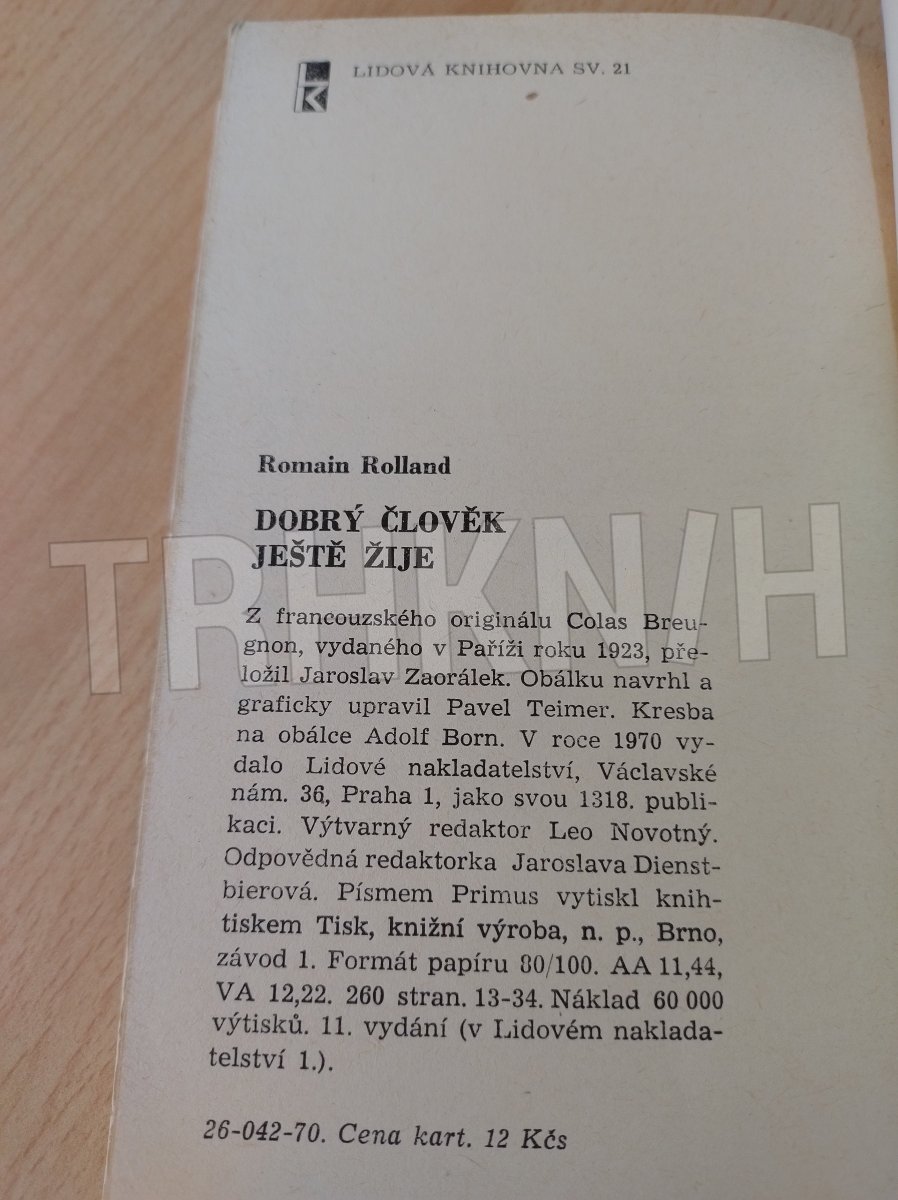 LIDOVÁ KNIHOVNA SV. 21
Romain Rolland
DOBRÝ ČLOVĚK
JEŠTĚ ŽIJE
Z francouzského originálu Colas Breu-
gnon, vydaného v Paříži roku 1923, pře-
ložil Jaroslav Zaorálek. Obálku navrhl a
graficky upravil Pavel Teimer. Kresba
na obálce Adolf Born. V roce 1970 vy-
dalo Lidové nakladatelství, Václavské
nám. 36, Praha 1, jako svou 1318. publi-
kaci. Výtvarný redaktor Leo Novotný.
Odpovědná redaktorka Jaroslava Dienst-
bierová. Písmem Primus vytiskl knih-
tiskem Tisk, knižní výroba, n. p., Brno,
závod 1. Formát papíru 80/100. AA 11,44,
VA 12,22. 260 stran. 13-34. Náklad 60 000
výtisků. 11. vydání (v Lidovém naklada-
telství 1.).
26-042-70. Cena kart. 12 Kčs
TRHKNIH